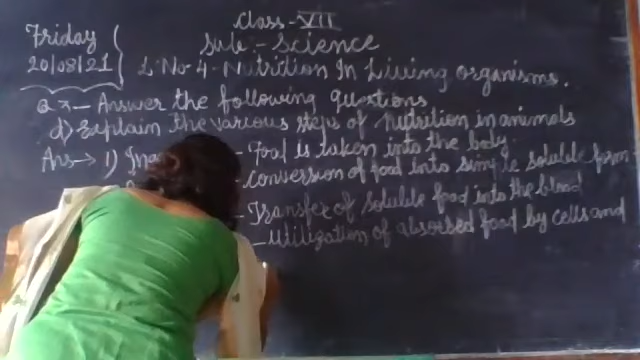 Class - VII
Friday
Sub:- Science
20/08/21
L.No-4 - Nutrition In Living organisms.
Answer the following questions
d) Explain the various steps of Nutrition in animals
Ans-> 1) - Food is taken into the body.
conversion of food into simple soluble form
- Transfer of soluble food into the blood
- utilization of absorbed food by cells and